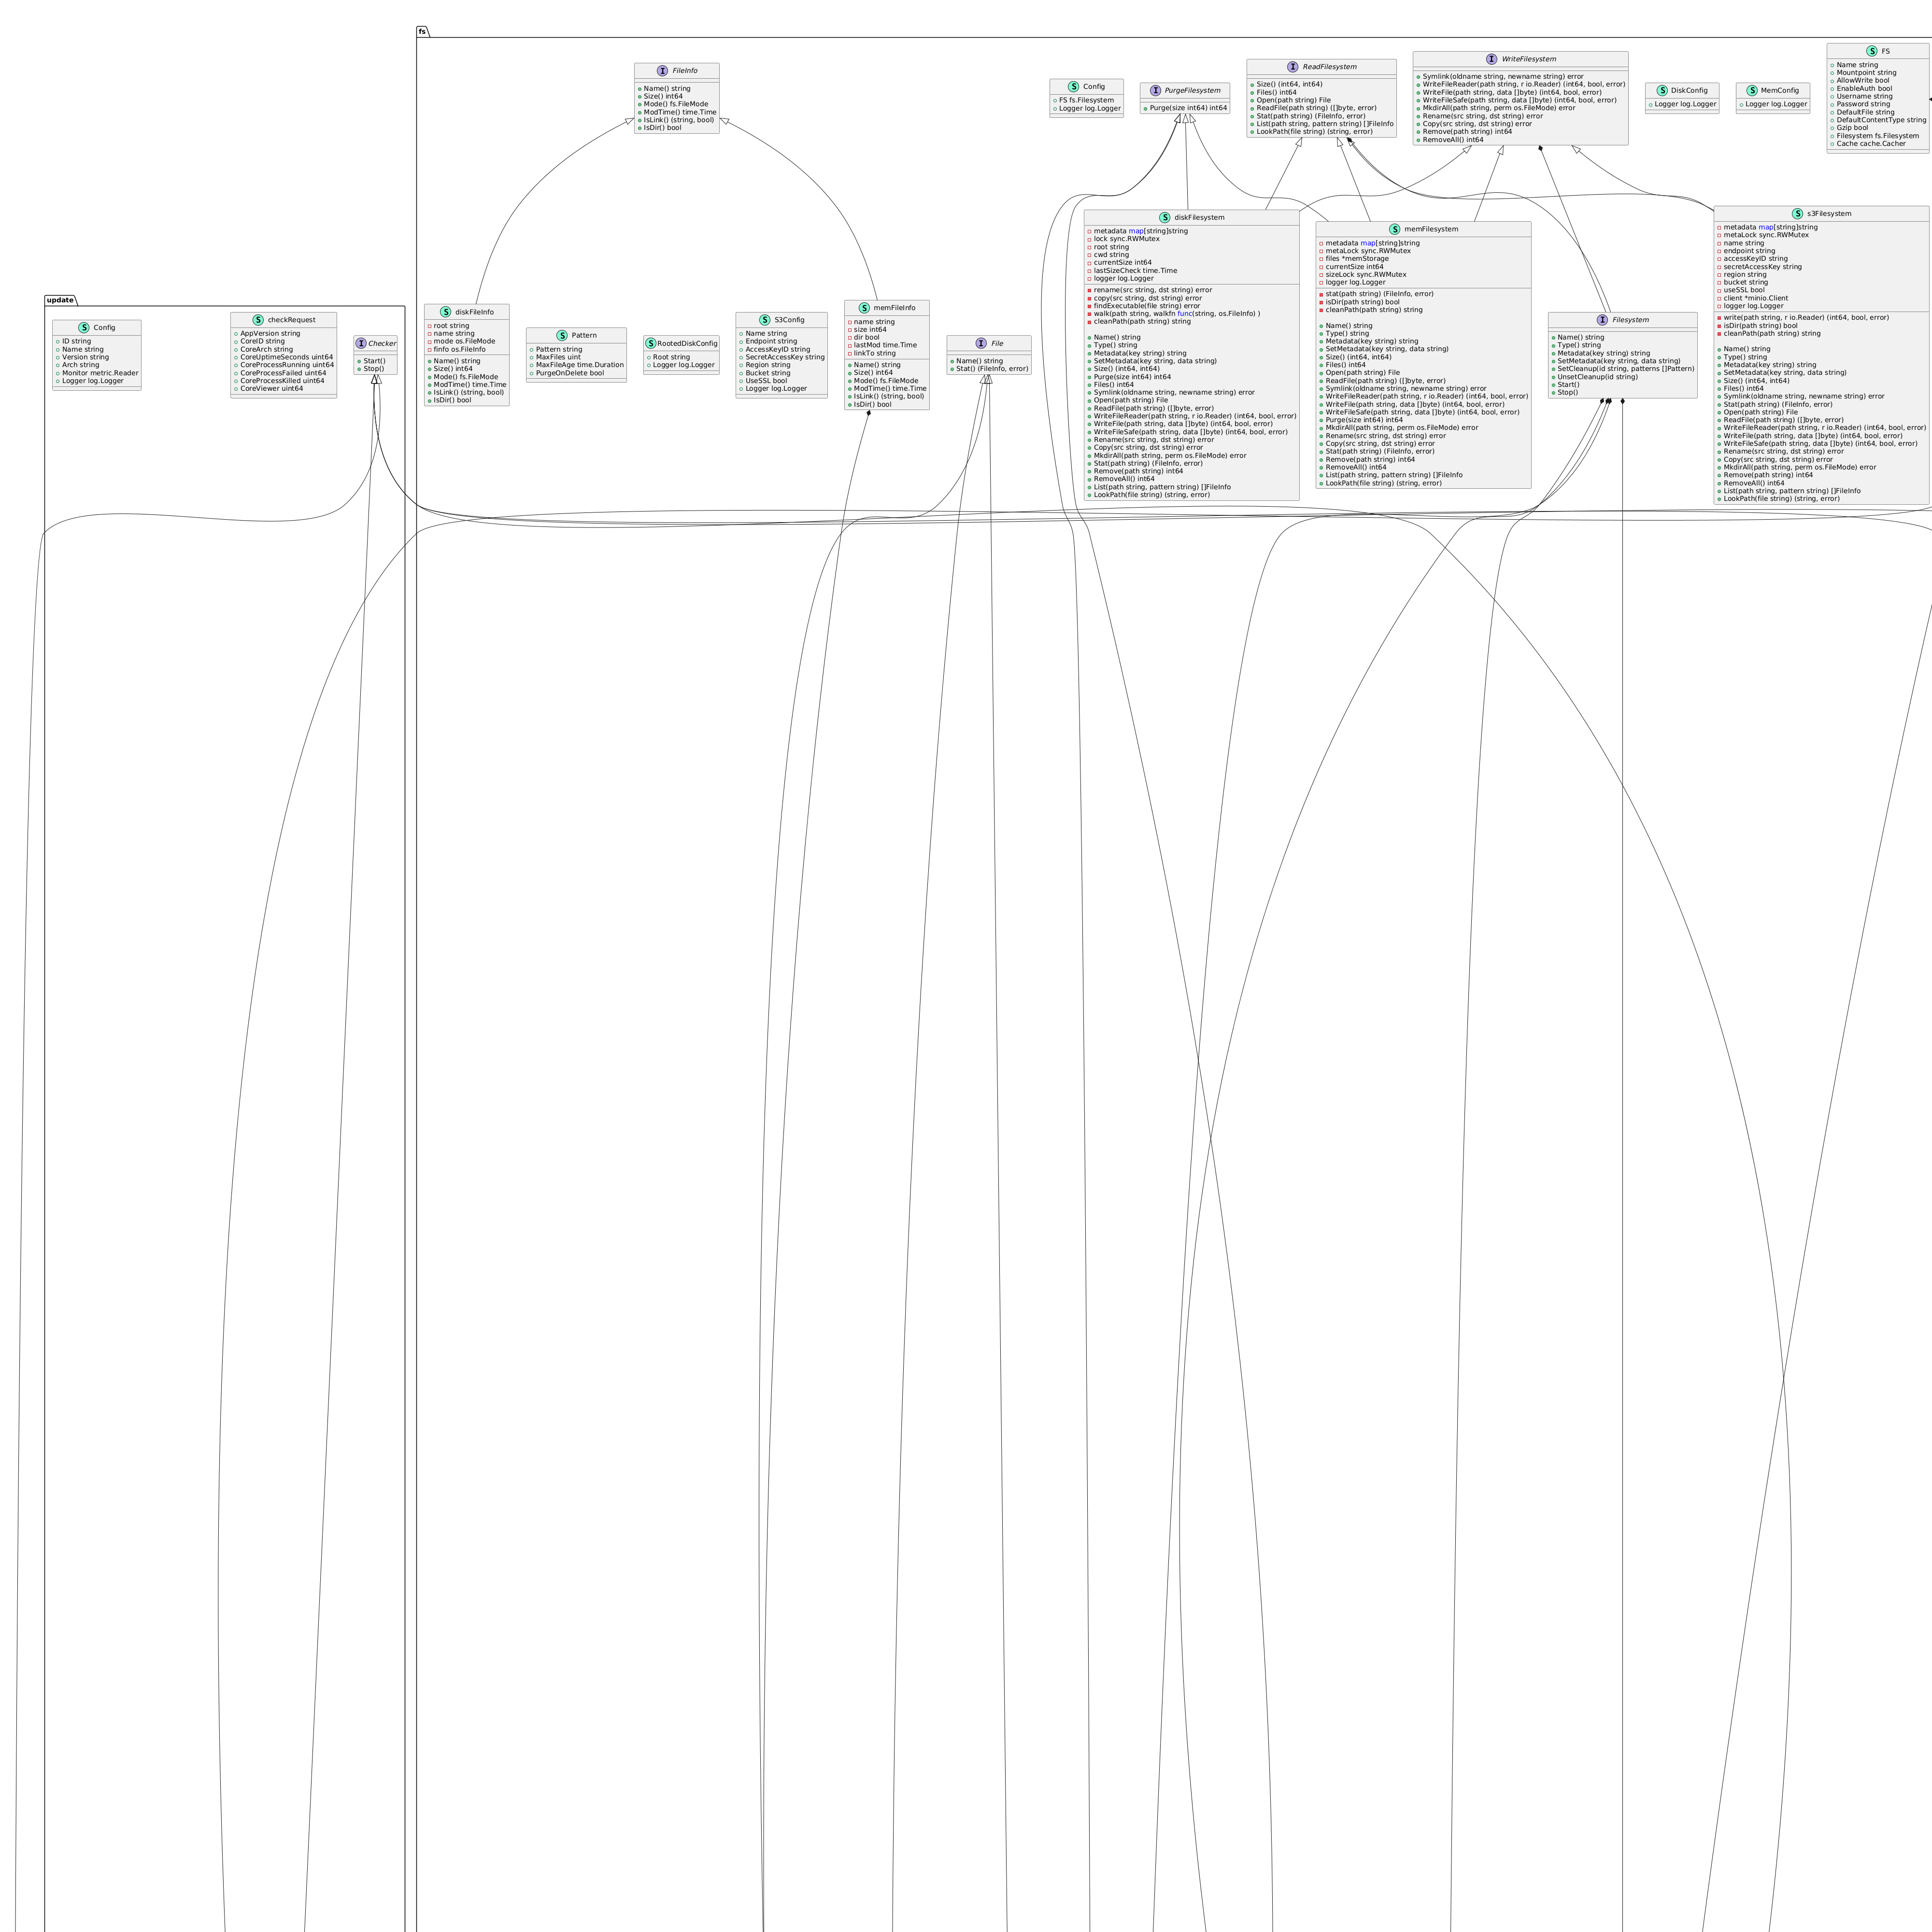 fs
I FileInfo
Name() string
Size() int64
Mode() fs.FileMode
ModTime() time.Time
IsLink() (string, bool)
IsDir() bool
S Config
FS fs.Filesystem
Logger log.Logger
I PurgeFilesystem
Purge(size int64) int64
I ReadFilesystem
Size() (int64, int64)
Files() int64
Open(path string) File
ReadFile(path string) ([]byte, error)
Stat(path string) (FileInfo, error)
List(path string, pattern string) []FileInfo
LookPath(file string) (string, error)
I WriteFilesystem
Symlink(oldname string, newname string) error
WriteFileReader(path string, r io.Reader) (int64, bool, error)
WriteFile(path string, data []byte) (int64, bool, error)
WriteFileSafe(path string, data []byte) (int64, bool, error)
MkdirAll(path string, perm os.FileMode) error
Rename(src string, dst string) error
Copy(src string, dst string) error
Remove(path string) int64
RemoveAll() int64
S DiskConfig
Logger log.Logger
S MemConfig
Logger log.Logger
S FS
Name string
Mountpoint string
AllowWrite bool
EnableAuth bool
Username string
Password string
DefaultFile string
DefaultContentType string
Gzip bool
Filesystem fs.Filesystem
Cache cache.Cacher
S diskFilesystem
metadata map[string]string
lock sync.RWMutex
root string
cwd string
currentSize int64
lastSizeCheck time.Time
logger log.Logger
rename(src string, dst string) error
copy(src string, dst string) error
findExecutable(file string) error
walk(path string, walkfn func(string, os.FileInfo) )
cleanPath(path string) string
Name() string
Type() string
Metadata(key string) string
SetMetadata(key string, data string)
Size() (int64, int64)
Purge(size int64) int64
Files() int64
Symlink(oldname string, newname string) error
Open(path string) File
ReadFile(path string) ([]byte, error)
WriteFileReader(path string, r io.Reader) (int64, bool, error)
WriteFile(path string, data []byte) (int64, bool, error)
WriteFileSafe(path string, data []byte) (int64, bool, error)
Rename(src string, dst string) error
Copy(src string, dst string) error
MkdirAll(path string, perm os.FileMode) error
Stat(path string) (FileInfo, error)
Remove(path string) int64
RemoveAll() int64
List(path string, pattern string) []FileInfo
LookPath(file string) (string, error)
S memFilesystem
metadata map[string]string
metaLock sync.RWMutex
files *memStorage
currentSize int64
sizeLock sync.RWMutex
logger log.Logger
stat(path string) (FileInfo, error)
isDir(path string) bool
cleanPath(path string) string
Name() string
Type() string
Metadata(key string) string
SetMetadata(key string, data string)
Size() (int64, int64)
Files() int64
Open(path string) File
ReadFile(path string) ([]byte, error)
Symlink(oldname string, newname string) error
WriteFileReader(path string, r io.Reader) (int64, bool, error)
WriteFile(path string, data []byte) (int64, bool, error)
WriteFileSafe(path string, data []byte) (int64, bool, error)
Purge(size int64) int64
MkdirAll(path string, perm os.FileMode) error
Rename(src string, dst string) error
Copy(src string, dst string) error
Stat(path string) (FileInfo, error)
Remove(path string) int64
RemoveAll() int64
List(path string, pattern string) []FileInfo
LookPath(file string) (string, error)
S s3Filesystem
metadata map[string]string
metaLock sync.RWMutex
name string
endpoint string
accessKeyID string
secretAccessKey string
region string
bucket string
useSSL bool
client *minio.Client
logger log.Logger
write(path string, r io.Reader) (int64, bool, error)
isDir(path string) bool
cleanPath(path string) string
Name() string
Type() string
Metadata(key string) string
SetMetadata(key string, data string)
Size() (int64, int64)
Files() int64
Symlink(oldname string, newname string) error
Stat(path string) (FileInfo, error)
Open(path string) File
ReadFile(path string) ([]byte, error)
WriteFileReader(path string, r io.Reader) (int64, bool, error)
WriteFile(path string, data []byte) (int64, bool, error)
WriteFileSafe(path string, data []byte) (int64, bool, error)
Rename(src string, dst string) error
Copy(src string, dst string) error
MkdirAll(path string, perm os.FileMode) error
Remove(path string) int64
RemoveAll() int64
List(path string, pattern string) []FileInfo
LookPath(file string) (string, error)
update
S Config
ID string
Name string
Version string
Arch string
Monitor metric.Reader
Logger log.Logger
S checkRequest
AppVersion string
CoreID string
CoreArch string
CoreUptimeSeconds uint64
CoreProcessRunning uint64
CoreProcessFailed uint64
CoreProcessKilled uint64
CoreViewer uint64
I Checker
Start()
Stop()
S diskFileInfo
root string
name string
mode os.FileMode
finfo os.FileInfo
Name() string
Size() int64
Mode() fs.FileMode
ModTime() time.Time
IsLink() (string, bool)
IsDir() bool
S Pattern
Pattern string
MaxFiles uint
MaxFileAge time.Duration
PurgeOnDelete bool
S RootedDiskConfig
Root string
Logger log.Logger
S S3Config
Name string
Endpoint string
AccessKeyID string
SecretAccessKey string
Region string
Bucket string
UseSSL bool
Logger log.Logger
S memFileInfo
name string
size int64
dir bool
lastMod time.Time
linkTo string
Name() string
Size() int64
Mode() fs.FileMode
ModTime() time.Time
IsLink() (string, bool)
IsDir() bool
I File
Name() string
Stat() (FileInfo, error)
I Filesystem
Name() string
Type() string
Metadata(key string) string
SetMetadata(key string, data string)
SetCleanup(id string, patterns []Pattern)
UnsetCleanup(id string)
Start()
Stop()